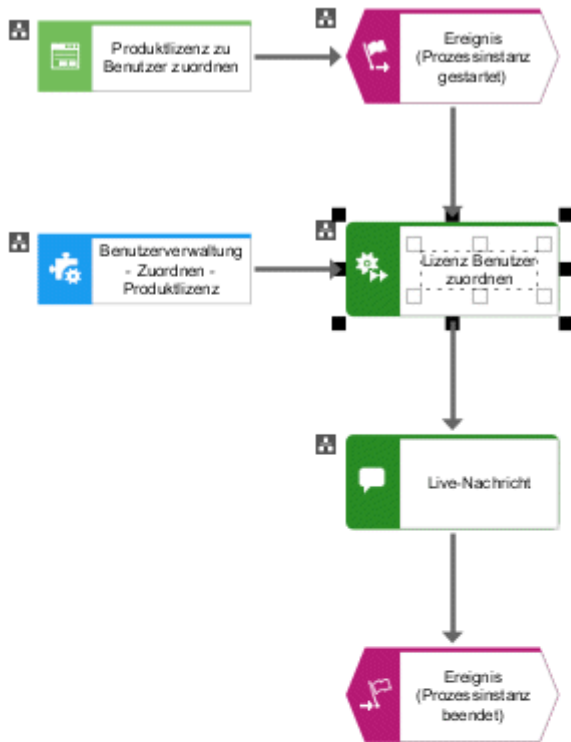 Produktlizenz zu
Benutzer zuordnen
Ereignis
(Prozessinstanz
gestartet)
Benutzerverwaltung
- Zuordnen -
Produktlizenz
Lizenz Benutzer
zuordnen
Live-Nachricht
Ereignis
(Prozessinstanz
beendet)